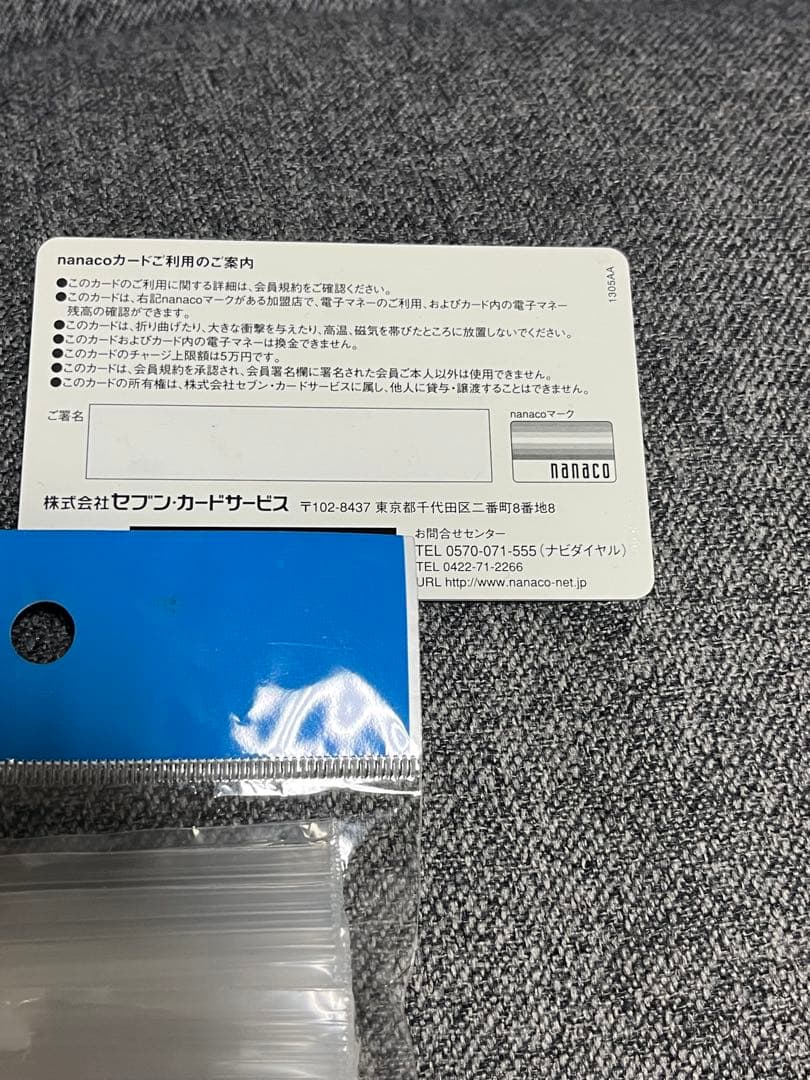 nanacoカードご利用のご案内
1305AA
●このカードのご利用に関する詳細は、会員規約をご確認ください。
●このカードは、右記nanacoマークがある加盟店で、電子マネーのご利用、およびカード内の電子マネー
残高の確認ができます。
●このカードは、折り曲げたり、大きな衝撃を与えたり、高温、磁気を帯びたところに放置しないでください。
●このカードおよびカード内の電子マネーは換金できません。
●このカードのチャージ上限額は5万円です。
●このカードは、会員規約を承認され、会員署名欄に署名された会員ご本人以外は使用できません。
●このカードの所有権は、株式会社セブン・カードサービスに属し、他人に貸与・譲渡することはできません。
ご署名
nanacoマーク
nanaco
株式会社セブン・カードサービス 〒102-8437 東京都千代田区二番町8番地8
お問合せセンター
TEL 0570-071-555(ナビダイヤル)
TEL 0422-71-2266
URL http://www.nanaco-net.jp